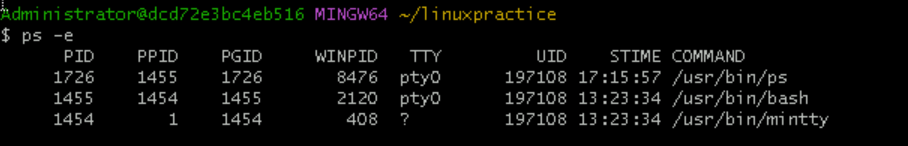 Administrator@dcd72e3bc4eb516 MINGW64 ~/linuxpractice
$ ps -e
PID PPID PGID WINPID TTY UID STIME COMMAND
1726 1455 1726 8476 pty0 197108 17:15:57 /usr/bin/ps
1455 1454 1455 2120 pty0 197108 13:23:34 /usr/bin/bash
1454 1 1454 408 ? 197108 13:23:34 /usr/bin/mintty